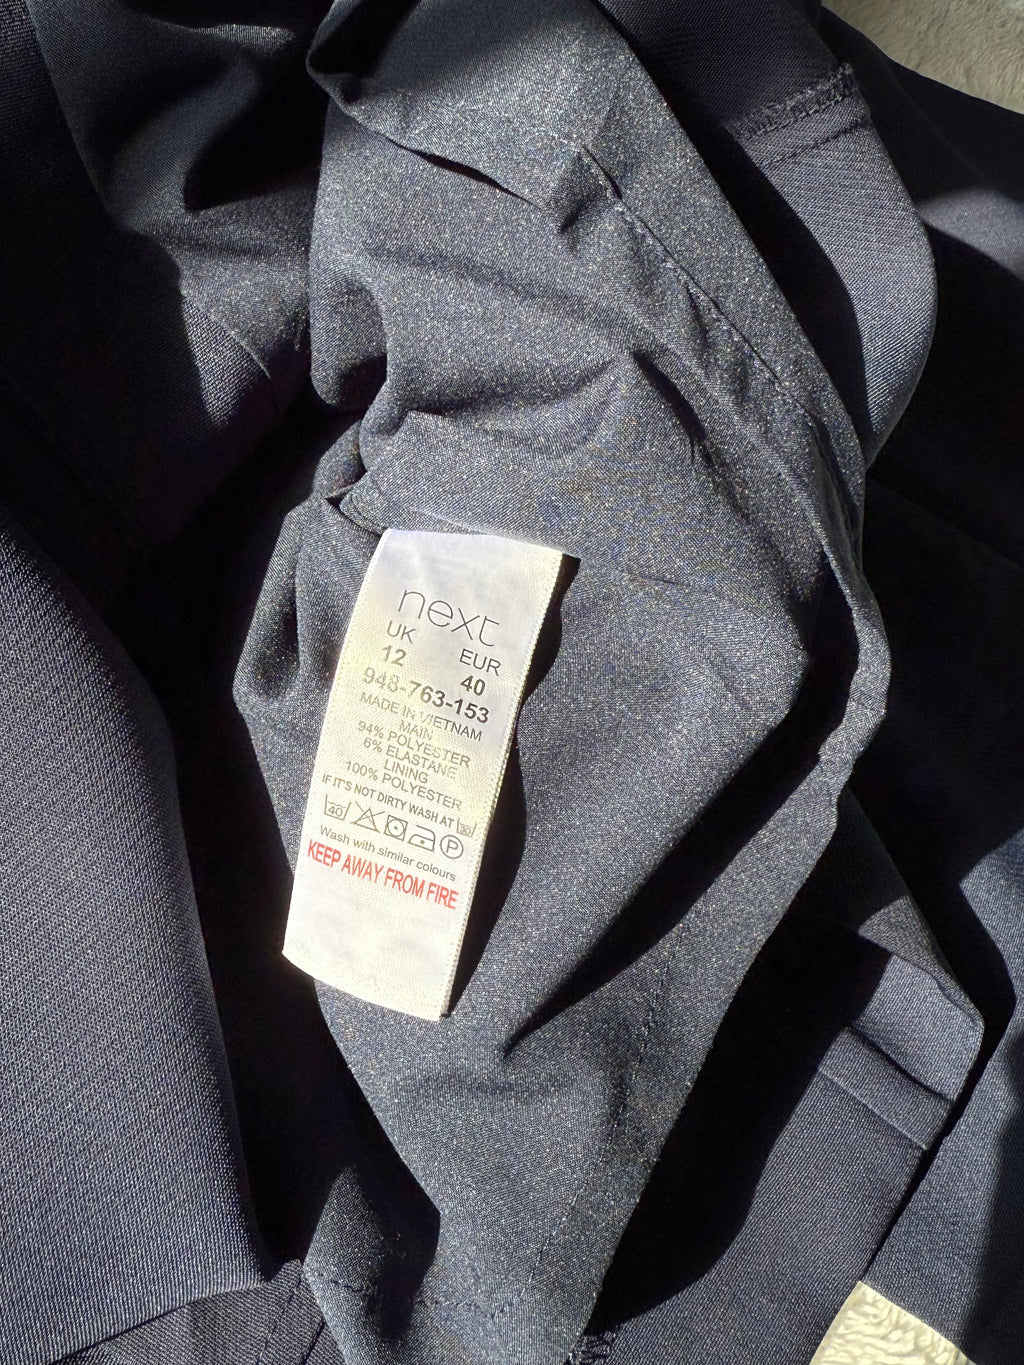 next
UK EUR
12 40
948-763-153
MADE IN VIETNAM
MAIN
94% POLYESTER
6% ELASTANE
LINING
100% POLYESTER
IF IT'S NOT DIRTY WASH AT 30
40 P
Wash with similar colours
KEEP AWAY FROM FIRE